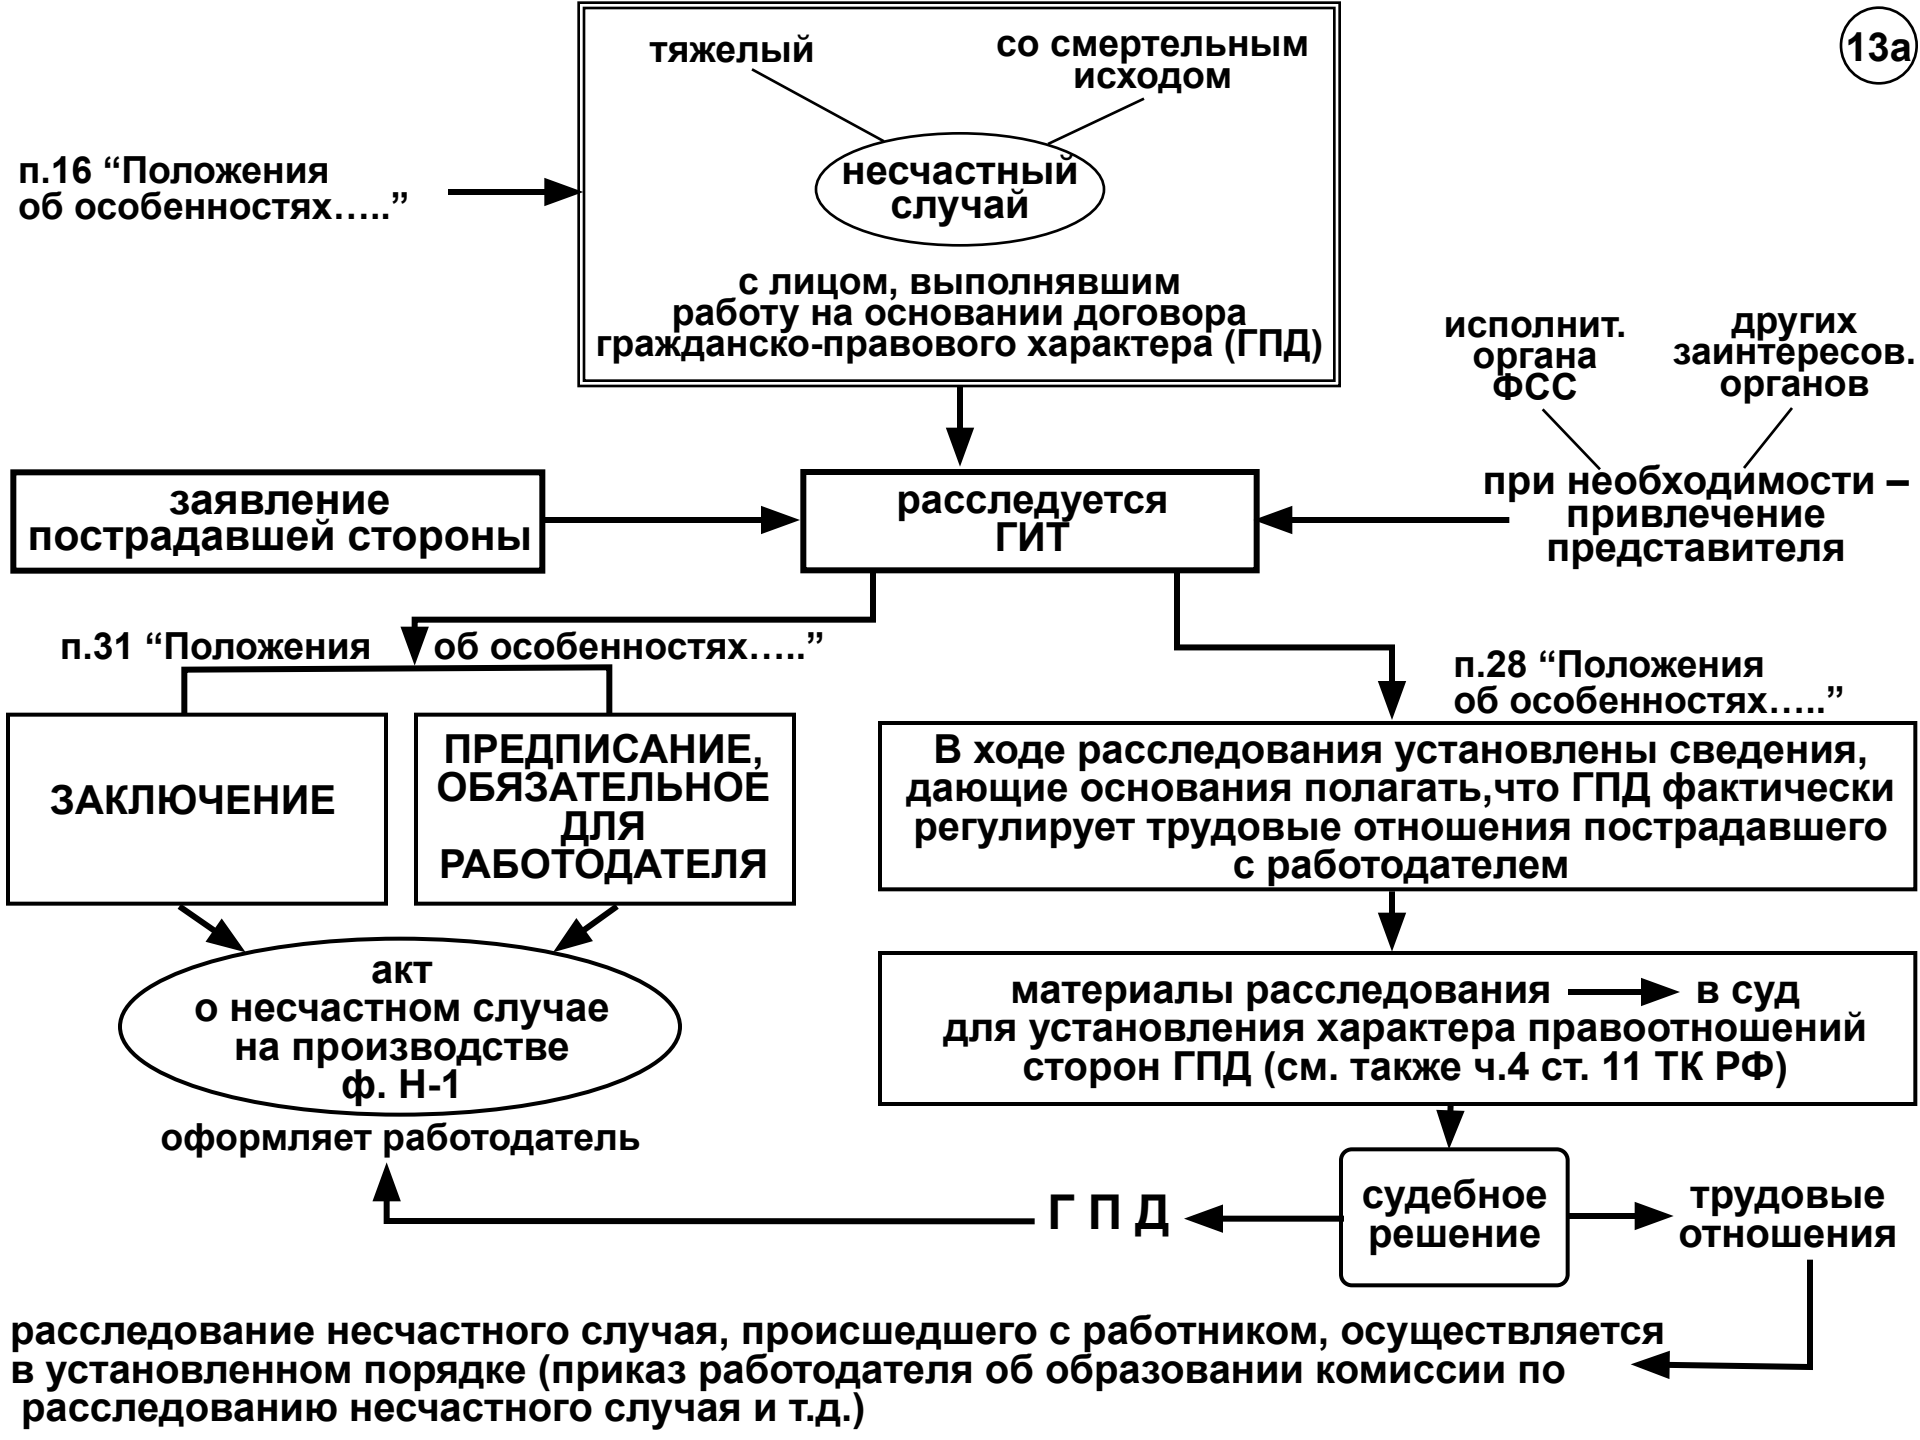 13а
тяжелый
со смертельным
исходом
п.16 “Положения
об особенностях…..”
несчастный
случай
с лицом, выполнявшим
работу на основании договора
гражданско-правового характера (ГПД)
исполнит.
органа
ФСС
других
заинтересов.
органов
заявление
пострадавшей стороны
расследуется
ГИТ
при необходимости –
привлечение
представителя
п.31 “Положения об особенностях…..”
п.28 “Положения
об особенностях…..”
ЗАКЛЮЧЕНИЕ
ПРЕДПИСАНИЕ,
ОБЯЗАТЕЛЬНОЕ
ДЛЯ
РАБОТОДАТЕЛЯ
В ходе расследования установлены сведения,
дающие основания полагать,что ГПД фактически
регулирует трудовые отношения пострадавшего
с работодателем
акт
о несчастном случае
на производстве
ф. Н-1
оформляет работодатель
материалы расследования в суд
для установления характера правоотношений
сторон ГПД (см. также ч.4 ст. 11 ТК РФ)
Г П Д
судебное
решение
трудовые
отношения
расследование несчастного случая, происшедшего с работником, осуществляется
в установленном порядке (приказ работодателя об образовании комиссии по
расследованию несчастного случая и т.д.)